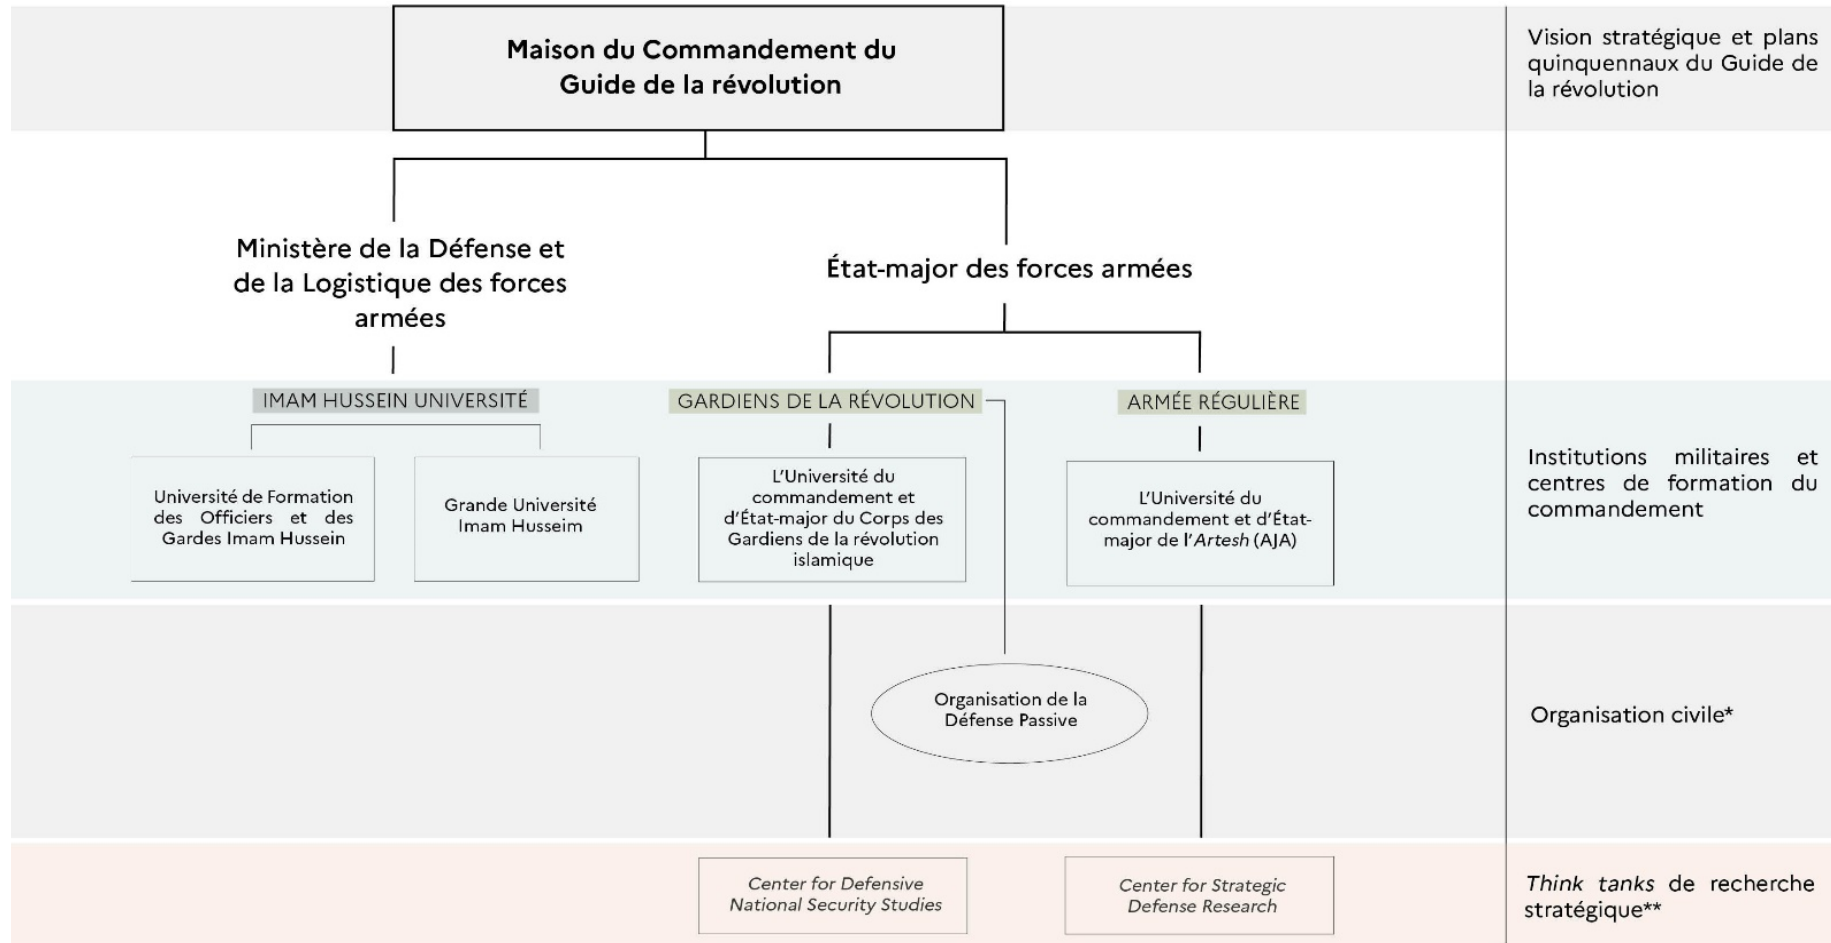 Maison du Commandement du
Guide de la révolution
Vision stratégique et plans
quinquennaux du Guide de
la révolution
Ministère de la Défense et
de la Logistique des forces
armées
État-major des forces armées
IMAM HUSSEIN UNIVERSITÉ
GARDIENS DE LA RÉVOLUTION
ARMÉE RÉGULIÈRE
Université de Formation
des Officiers et des
Gardes Imam Hussein
Grande Université
Imam Husseim
L'Université du
commandement et
d'État-major du Corps des
Gardiens de la révolution
islamique
L'Université du
commandement et d'État-
major de l'Artesh (AJA)
Institutions militaires et
centres de formation du
commandement
Organisation de la
Défense Passive
Organisation civile*
Center for Defensive
National Security Studies
Center for Strategic
Defense Research
Think tanks de recherche
stratégique**